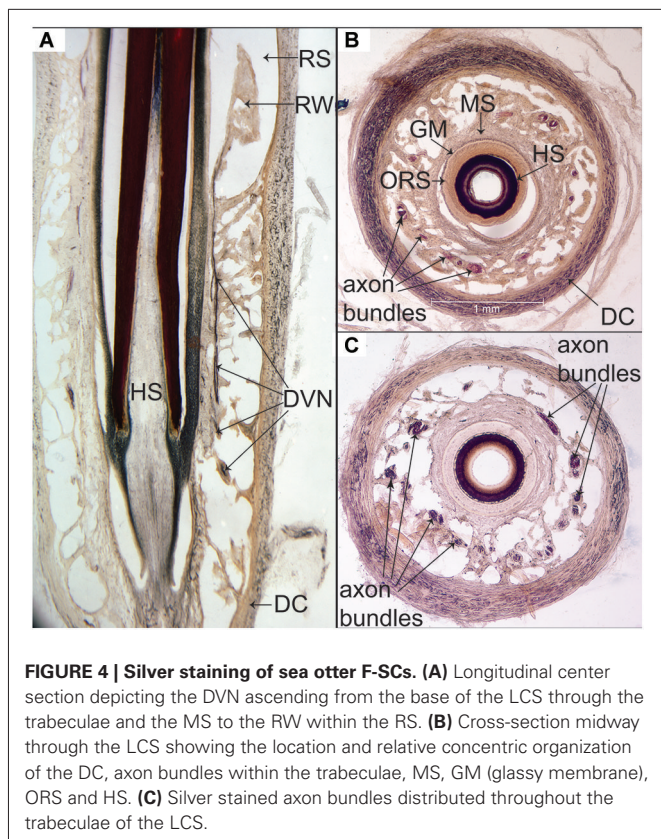 A
RS
RW
HS
DVN
DC
B
MS
GM
HS
ORS
axon
bundles
1 mm
DC
C
axon
bundles
axon
bundles
FIGURE 4 | Silver staining of sea otter F-SCs. (A) Longitudinal center
section depicting the DVN ascending from the base of the LCS through the
trabeculae and the MS to the RW within the RS. (B) Cross-section midway
through the LCS showing the location and relative concentric organization
of the DC, axon bundles within the trabeculae, MS, GM (glassy membrane),
ORS and HS. (C) Silver stained axon bundles distributed throughout the
trabeculae of the LCS.